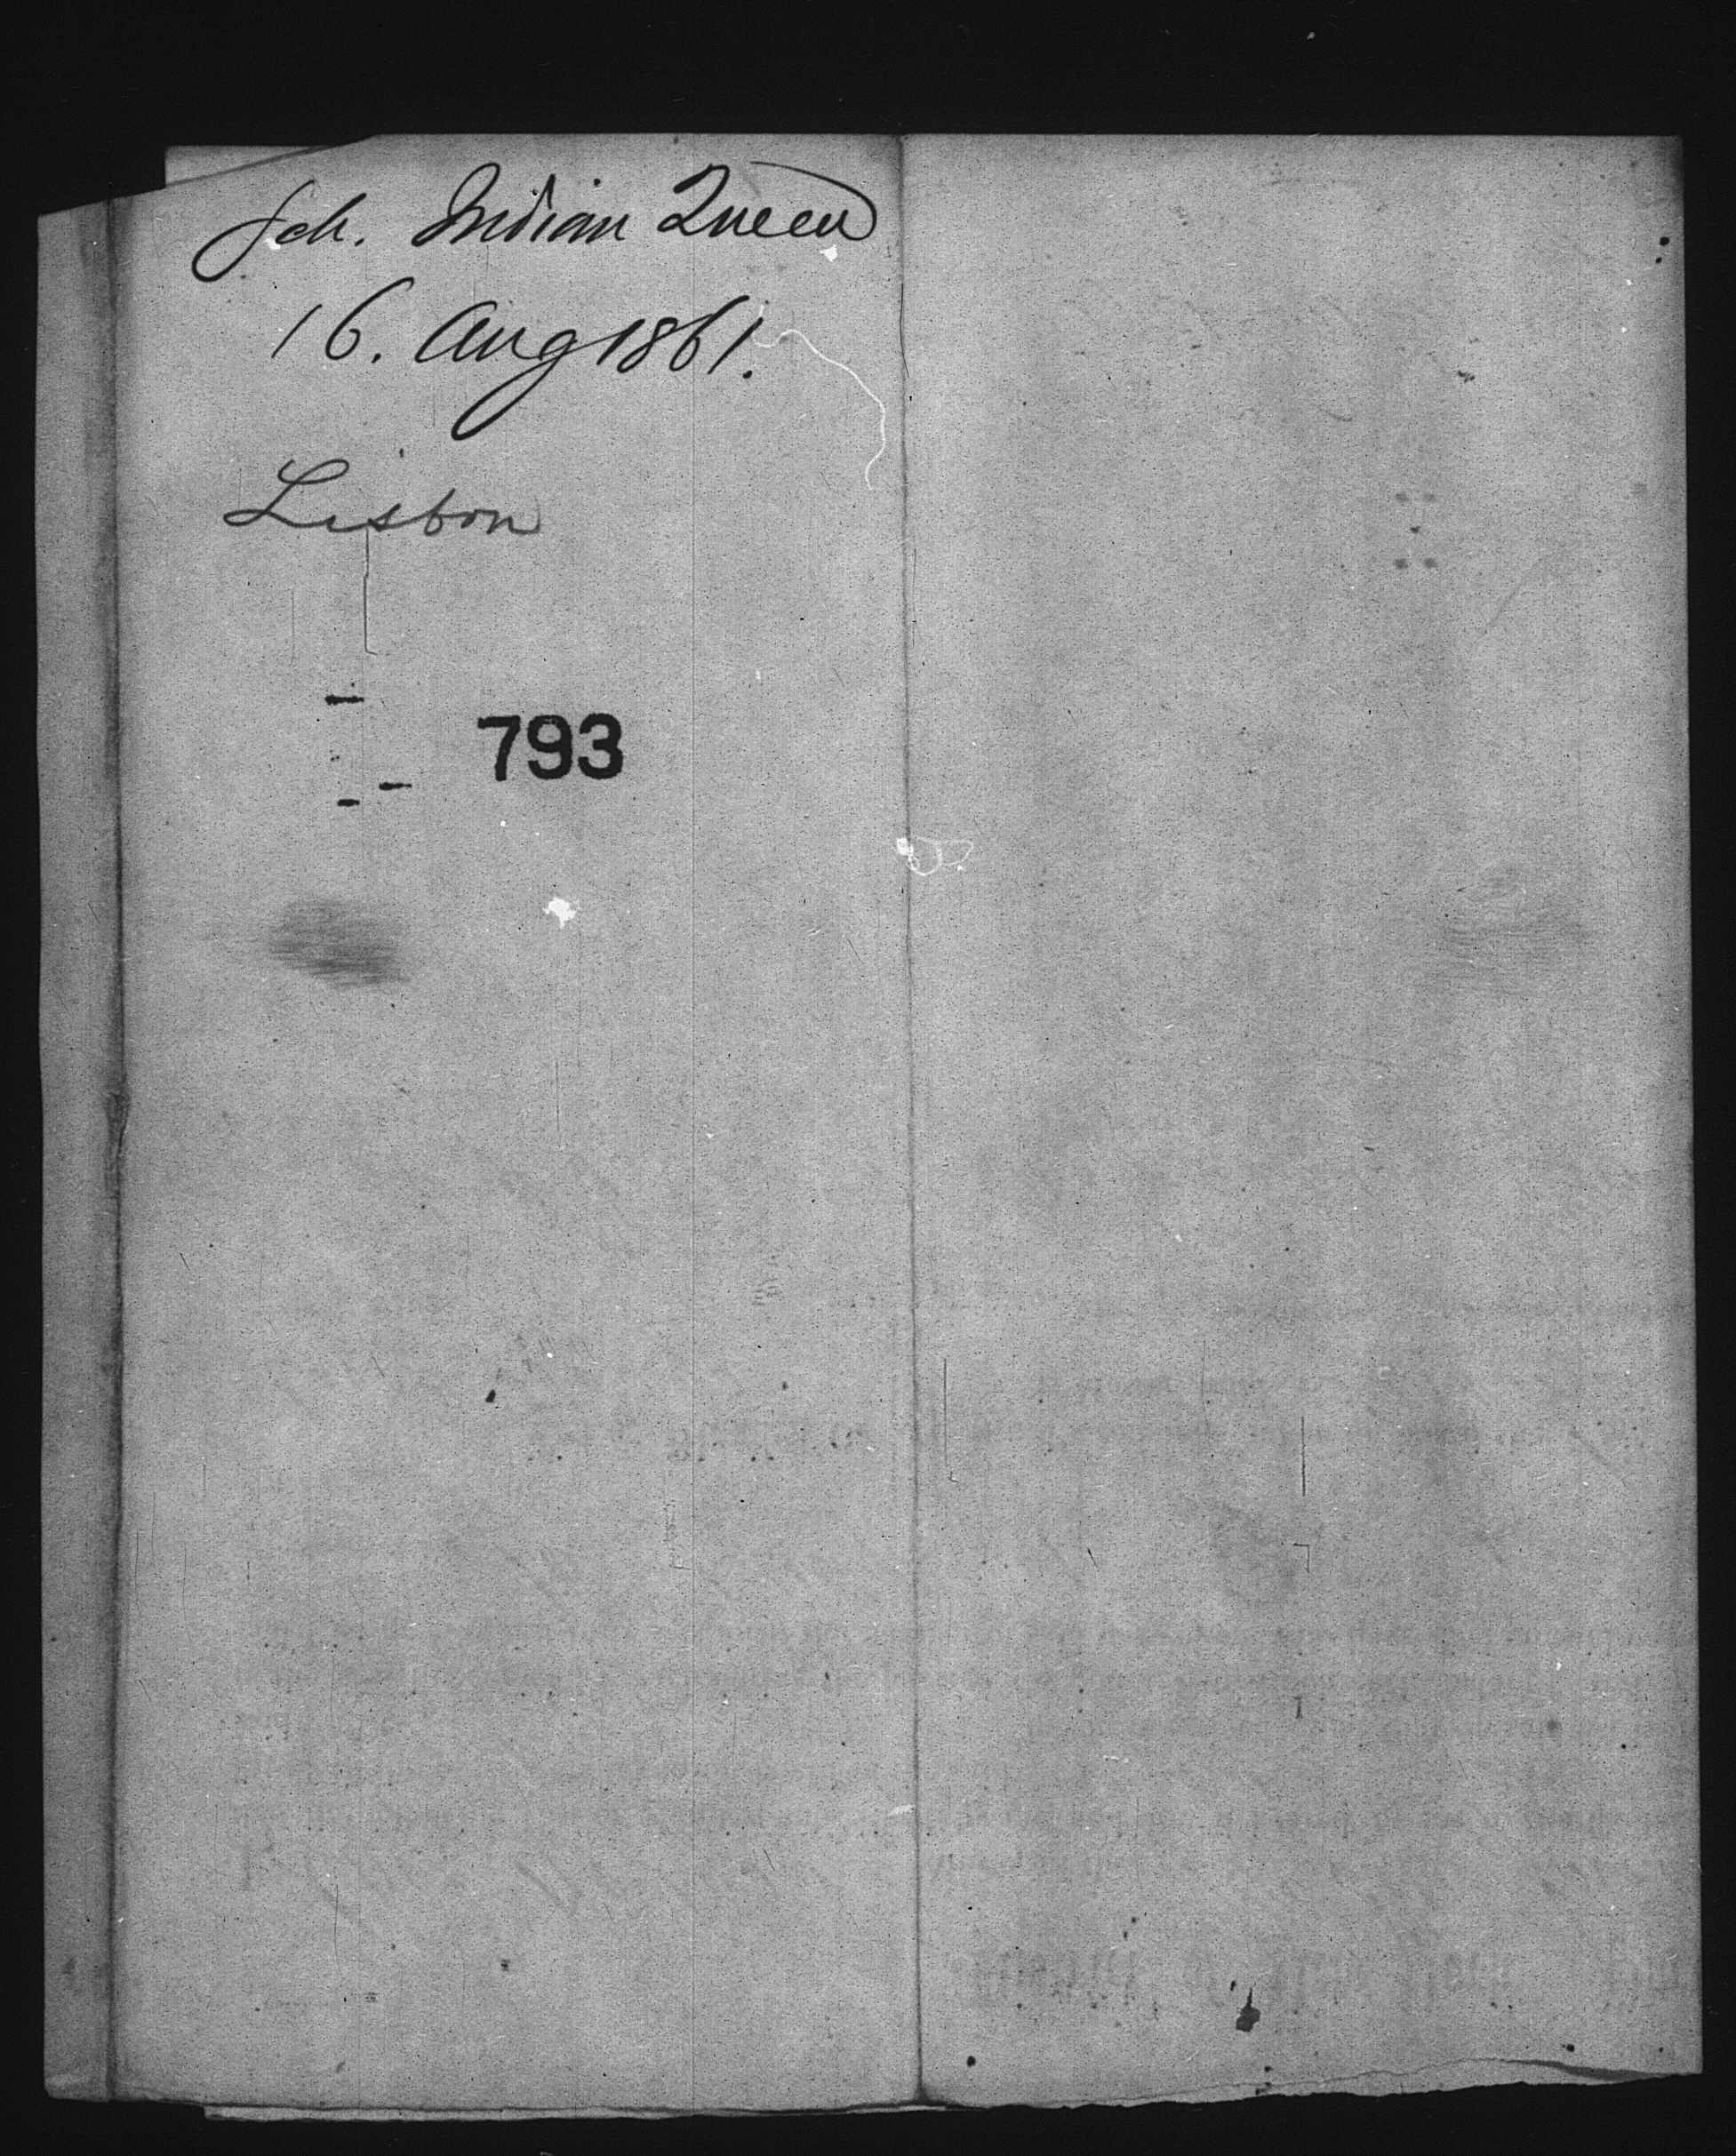 Sch. Indian Queen
16. Aug 1861.
Lisbon
793